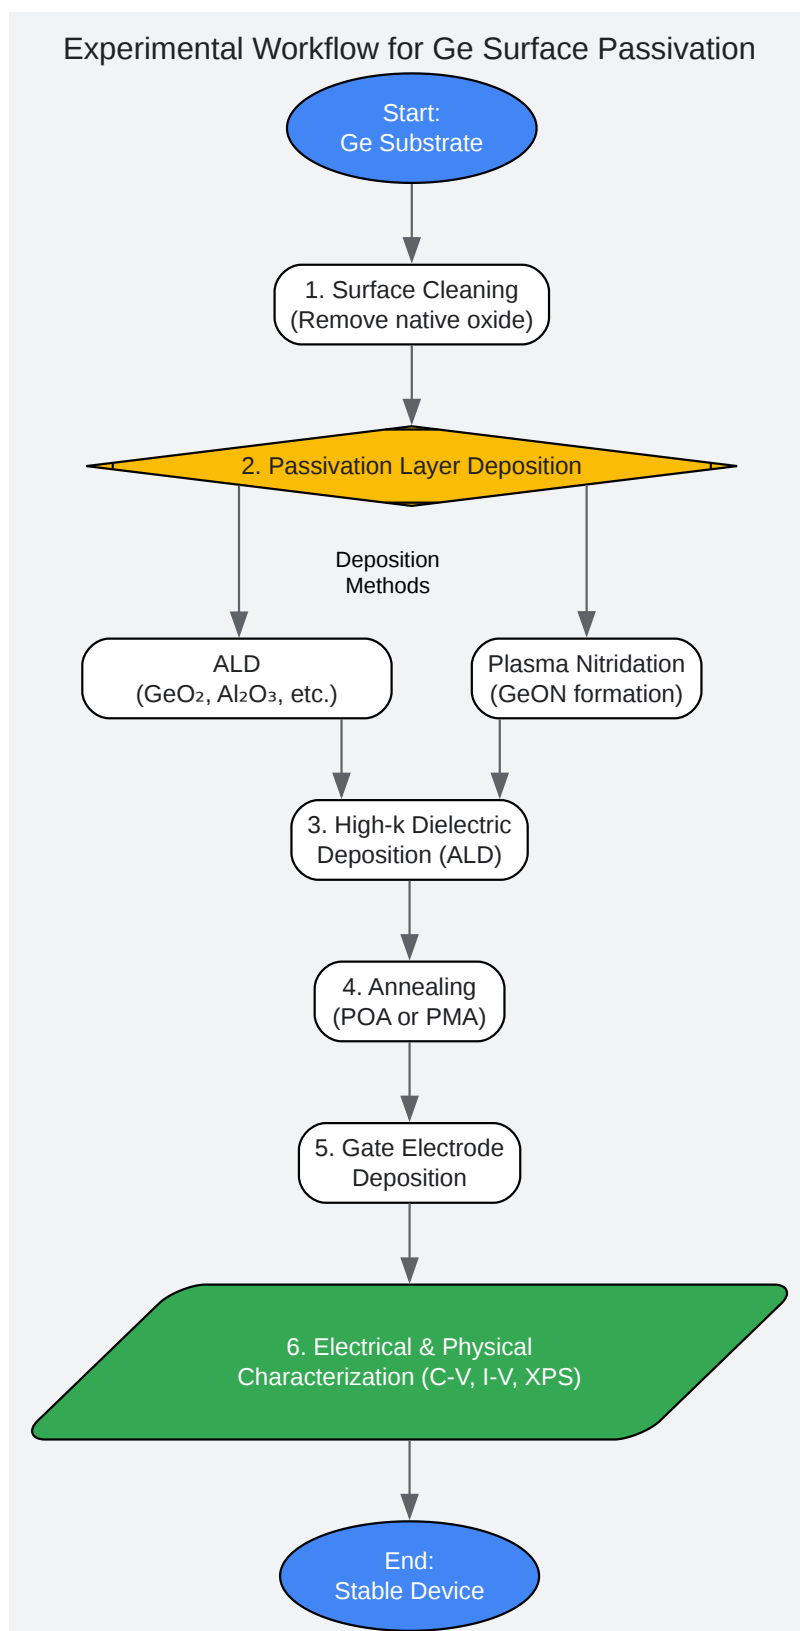 Experimental Workflow for Ge Surface Passivation
Start:
Ge Substrate
1. Surface Cleaning
(Remove native oxide)
2. Passivation Layer Deposition
Deposition
Methods
ALD
(GeO₂, Al₂O₃, etc.)
Plasma Nitridation
(GeON formation)
3. High-k Dielectric
Deposition (ALD)
4. Annealing
(POA or PMA)
5. Gate Electrode
Deposition
6. Electrical & Physical
Characterization (C-V, I-V, XPS)
End:
Stable Device